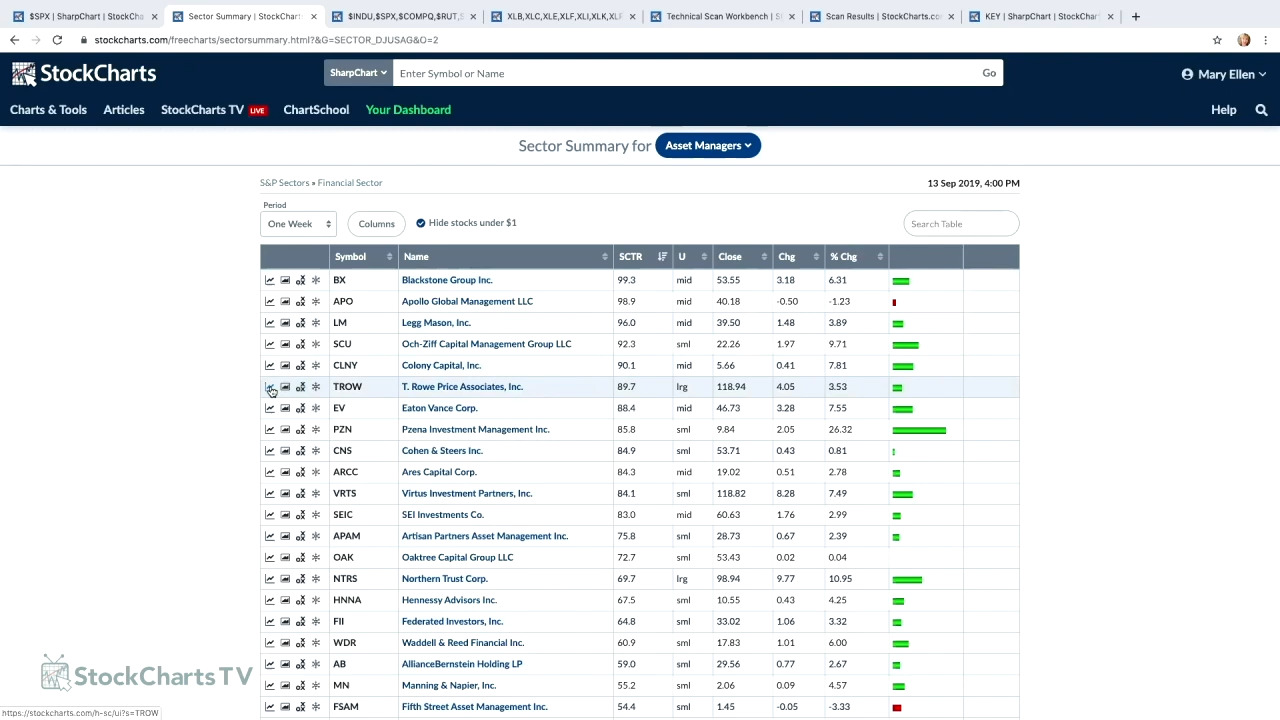 $SPX | SharpChart | StockCha
Sector Summary | StockCharts
$INDU,$SPX,$COMPQ,$RUT,$
XLB,XLC,XLE,XLF,XLI,XLK,XLP,
Technical Scan Workbench | S
Scan Results | StockCharts.co
KEY | SharpChart | StockChart
stockcharts.com/freecharts/sectorsummary.html?&G=SECTOR_DJUSAG&O=2
StockCharts
SharpChart
Enter Symbol or Name
Go
Mary Ellen
Charts & Tools
Articles
StockCharts TV LIVE
ChartSchool
Your Dashboard
Help
Sector Summary for Asset Managers
S&P Sectors » Financial Sector
13 Sep 2019, 4:00 PM
Period
One Week
Columns
Hide stocks under $1
Search Table
Symbol Name SCTR U Close Chg % Chg
BX Blackstone Group Inc. 99.3 mid 53.55 3.18 6.31
APO Apollo Global Management LLC 98.9 mid 40.18 -0.50 -1.23
LM Legg Mason, Inc. 96.0 mid 39.50 1.48 3.89
SCU Och-Ziff Capital Management Group LLC 92.3 sml 22.26 1.97 9.71
CLNY Colony Capital, Inc. 90.1 mid 5.66 0.41 7.81
TROW T. Rowe Price Associates, Inc. 89.7 lrg 118.94 4.05 3.53
EV Eaton Vance Corp. 88.4 mid 46.73 3.28 7.55
PZN Pzena Investment Management Inc. 85.8 sml 9.84 2.05 26.32
CNS Cohen & Steers Inc. 84.9 sml 53.71 0.43 0.81
ARCC Ares Capital Corp. 84.3 mid 19.02 0.51 2.78
VRTS Virtus Investment Partners, Inc. 84.1 sml 118.82 8.28 7.49
SEIC SEI Investments Co. 83.0 mid 60.63 1.76 2.99
APAM Artisan Partners Asset Management Inc. 75.8 sml 28.73 0.67 2.39
OAK Oaktree Capital Group LLC 72.7 sml 53.43 0.02 0.04
NTRS Northern Trust Corp. 69.7 lrg 98.94 9.77 10.95
HNNA Hennessy Advisors Inc. 67.5 sml 10.55 0.43 4.25
FII Federated Investors, Inc. 64.8 sml 33.02 1.06 3.32
WDR Waddell & Reed Financial Inc. 60.9 sml 17.83 1.01 6.00
AB AllianceBernstein Holding LP 59.0 sml 29.56 0.77 2.67
MN Manning & Napier, Inc. 55.2 sml 2.06 0.09 4.57
FSAM Fifth Street Asset Management Inc. 54.4 sml 1.45 -0.05 -3.33
StockCharts TV
https://stockcharts.com/h-sc/ui?s=TROW